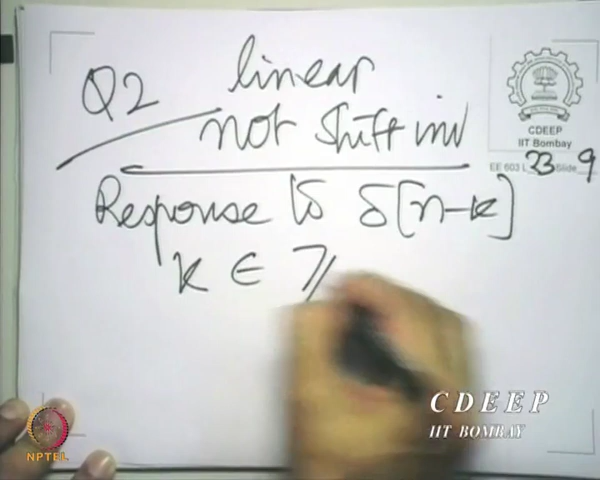 Q2 linear
not shift inv
Response to δ[n-k]
k ∈ ℤ
CDEEP
IIT Bombay
EE 603 L 23 Slide 9
CDEEP
IIT BOMBAY
NPTEL